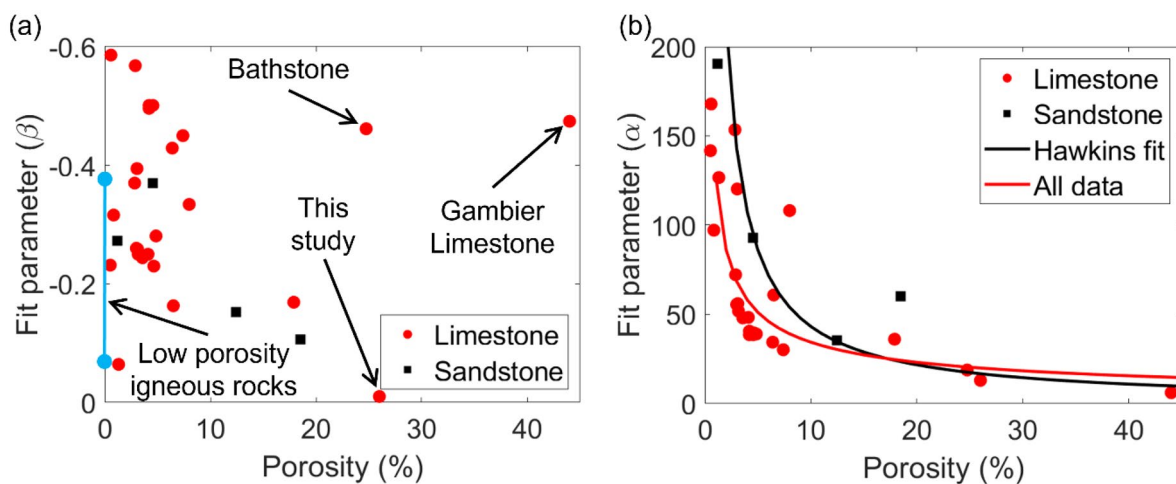 (a)
-0.6
-0.4
-0.2
0
Fit parameter (β)
Bathstone
This
study
Gambier
Limestone
Low porosity
igneous rocks
Limestone
Sandstone
0 10 20 30 40
Porosity (%)
(b)
200
150
100
50
0
Fit parameter (α)
Limestone
Sandstone
Hawkins fit
All data
0 10 20 30 40
Porosity (%)